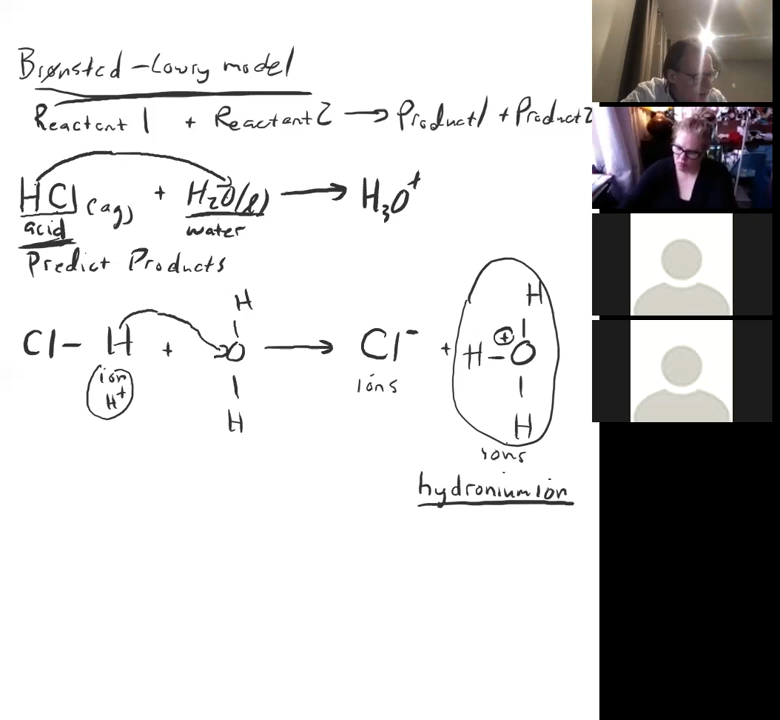 Brønsted-Lowry model
Reactant 1 + Reactant 2 → Product 1 + Product 2
HCl(aq) + H₂O(l) → H₃O⁺
acid water
Predict Products
H H
Cl - H + O → Cl⁻ + H - O ⊕
ion ions
H⁺
H H
ions
hydronium ion